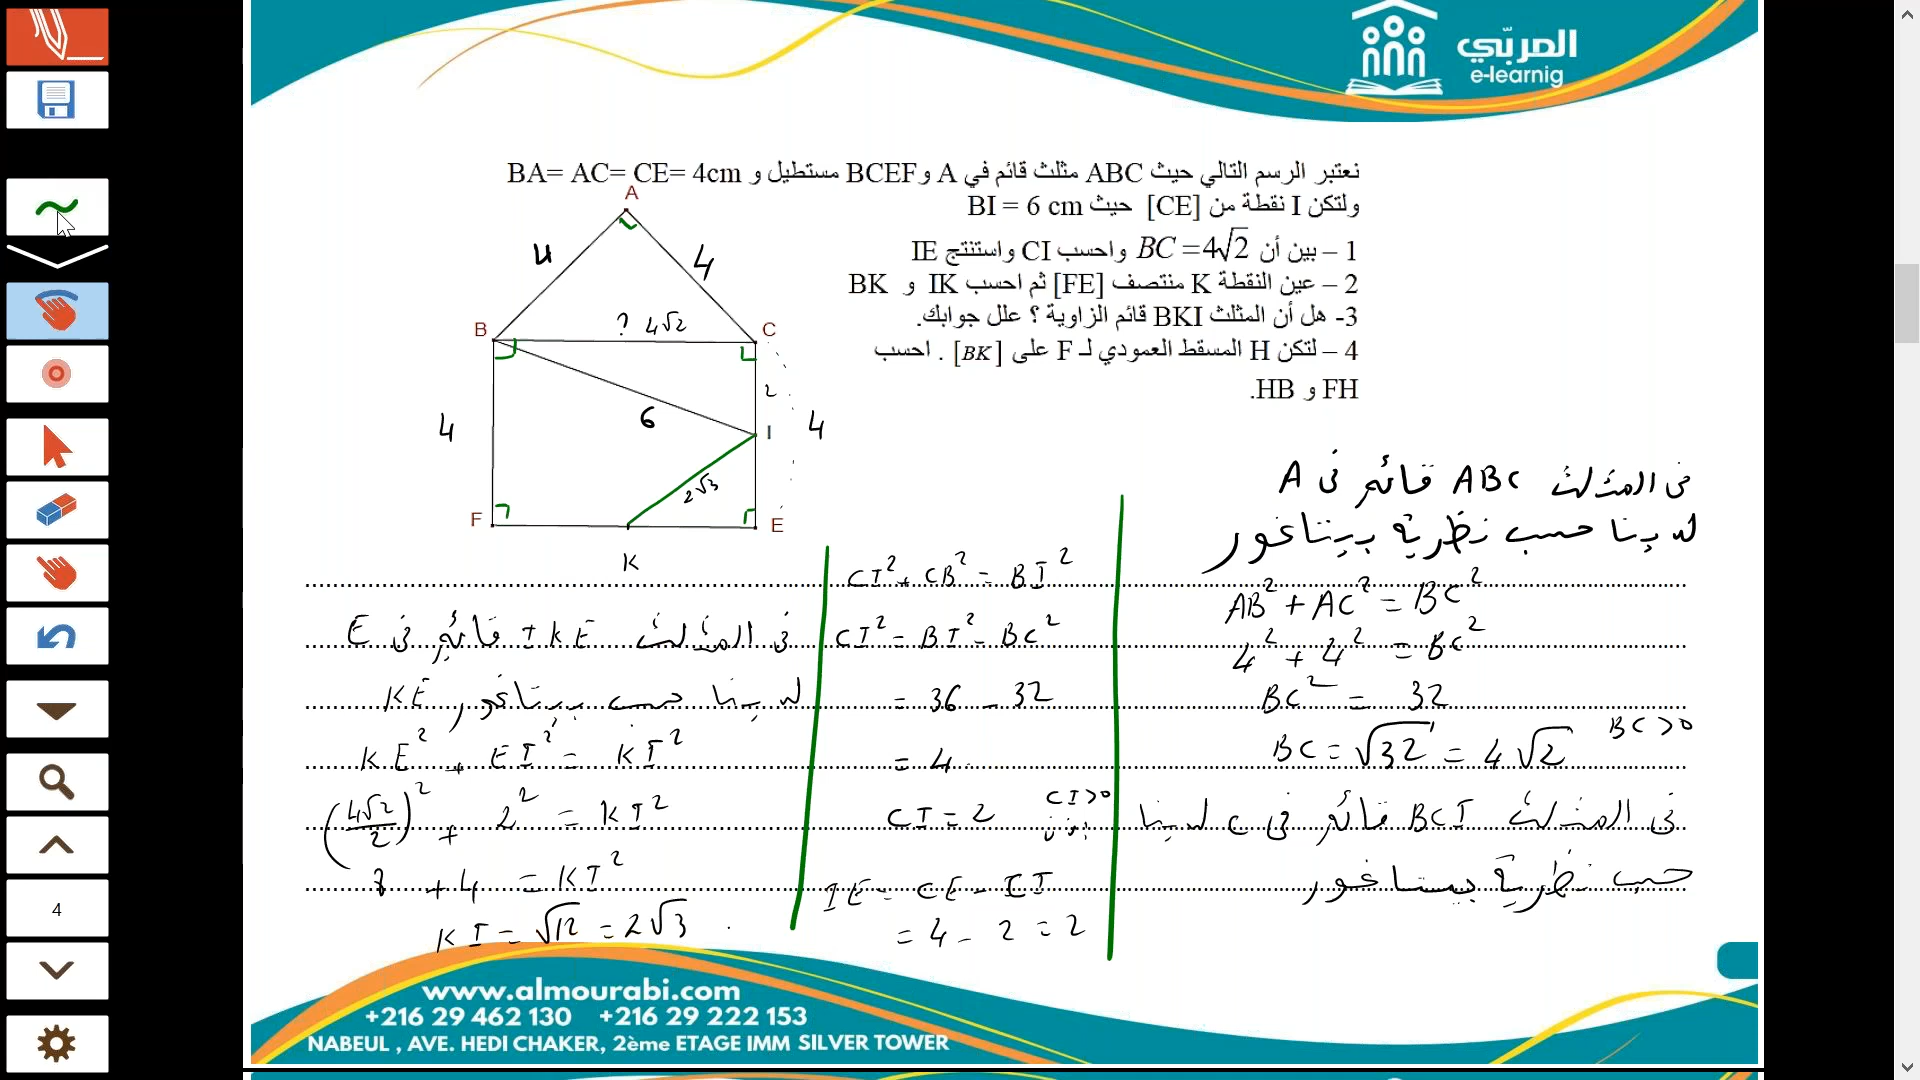 المربّي
e-learnig
نعتبر الرسم التالي حيث ABC مثلث قائم في A وBCEF مستطيل و BA= AC= CE= 4cm
ولتكن I نقطة من [CE] حيث BI = 6 cm
1 – بين أن BC =4√2 واحسب CI واستنتج IE
2 – عين النقطة K منتصف [FE] ثم احسب IK و BK
3- هل أن المثلث BKI قائم الزاوية ؟ علل جوابك.
4 – لتكن H المسقط العمودي لـ F على [BK] . احسب
FH و HB.
A
4
4
B
? 4√2
C
2
6
I
4
4
2√3
F
E
K
في المثلث ABC قائم في A
لدينا حسب نظرية بيتاغور
AB² + AC² = BC²
4² + 4² = BC²
BC² = 32
BC = √32 = 4√2 BC>0
في المثلث BCI قائم في C لدينا
حسب نظرية بيتاغور
CI² + CB² = BI²
CI² = BI² - BC²
= 36 - 32
= 4
CI = 2 CI>0
إذن
IE = CE - CI
= 4 - 2 = 2
في المثلث IKE قائم في E
لدينا حسب بيتاغور KE
KE² + EI² = KI²
(4√2/2)² + 2² = KI²
8 + 4 = KI²
KI = √12 = 2√3
www.almourabi.com
+216 29 462 130 +216 29 222 153
NABEUL , AVE. HEDI CHAKER, 2ème ETAGE IMM SILVER TOWER
4